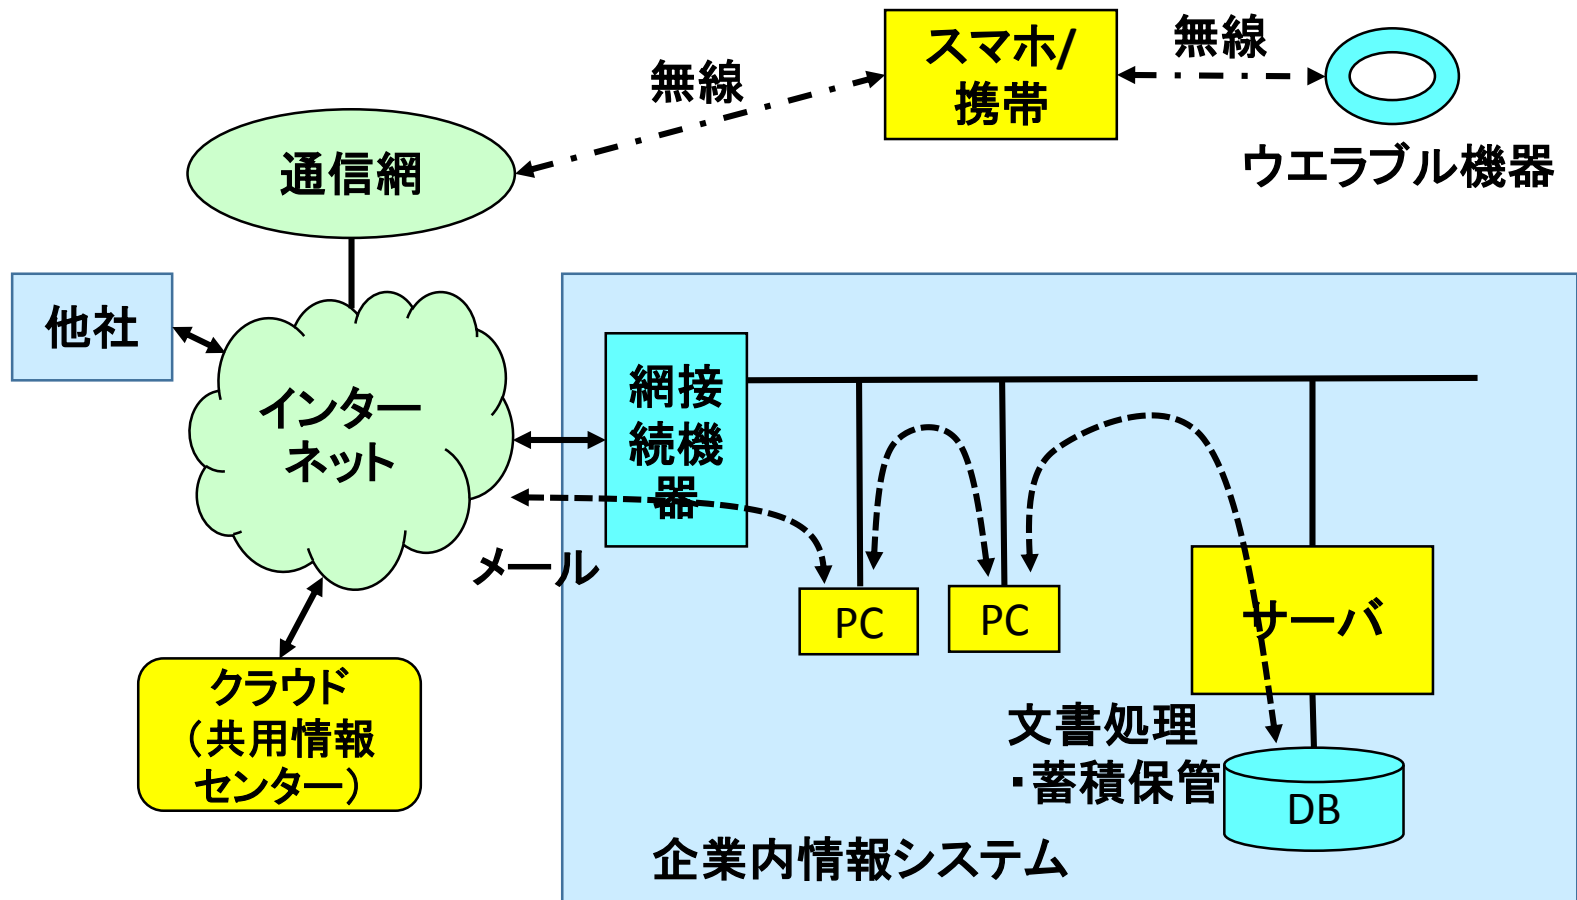 スマホ/
携帯
無線
無線
ウエラブル機器
通信網
他社
インター
ネット
網接
続機
器
メール
PC
PC
サーバ
クラウド
（共用情報
センター）
文書処理
・蓄積保管
DB
企業内情報システム